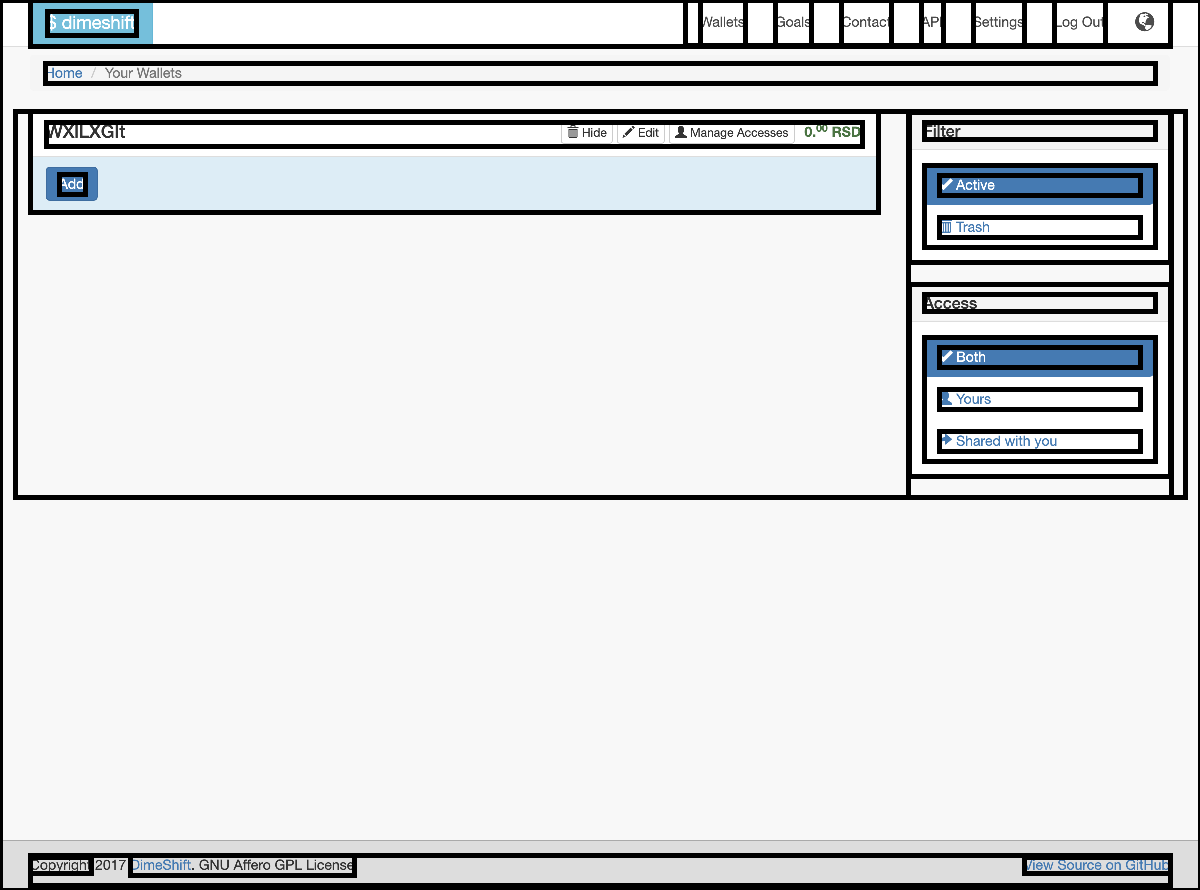 $ dimeshift Wallets Goals Contact API Settings Log Out
Home / Your Wallets
WXILXGIt Hide Edit Manage Accesses 0.00 RSD
Add
Filter
Active
Trash
Access
Both
Yours
Shared with you
Copyright 2017 DimeShift. GNU Affero GPL License View Source on GitHub